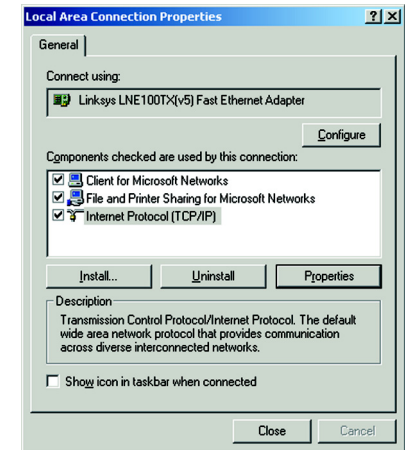 Local Area Connection Properties
General
Connect using:
Linksys LNE100TX(v5) Fast Ethernet Adapter
Configure
Components checked are used by this connection:
Client for Microsoft Networks
File and Printer Sharing for Microsoft Networks
Internet Protocol (TCP/IP)
Install... Uninstall Properties
Description
Transmission Control Protocol/Internet Protocol. The default
wide area network protocol that provides communication
across diverse interconnected networks.
Show icon in taskbar when connected
Close Cancel